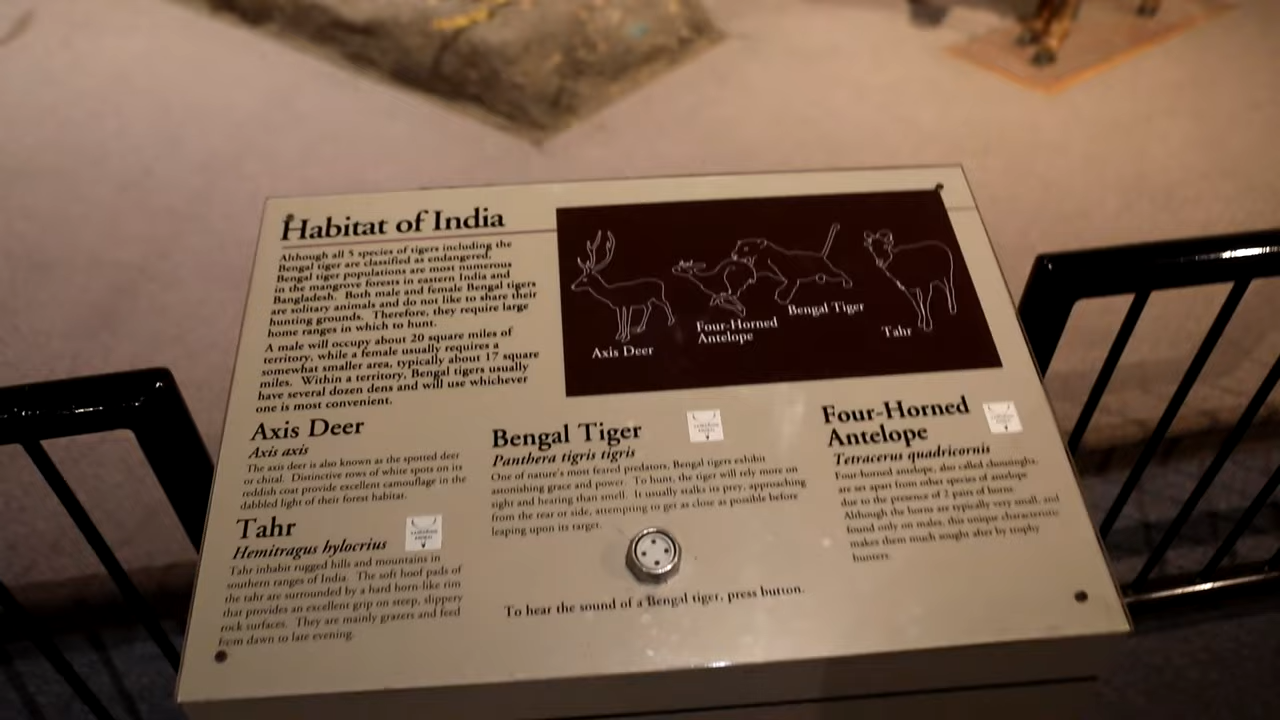 Habitat of India
Although all 5 species of tigers including the
Bengal tiger are classified as endangered,
Bengal tiger populations are most numerous
in the mangrove forests in eastern India and
Bangladesh. Both male and female Bengal tigers
are solitary animals and do not like to share their
hunting grounds. Therefore, they require large
home ranges in which to hunt.
A male will occupy about 20 square miles of
territory, while a female usually requires a
somewhat smaller area, typically about 17 square
miles. Within a territory, Bengal tigers usually
have several dozen dens and will use whichever
one is most convenient.
Axis Deer
Four-Horned
Antelope
Bengal Tiger
Tahr
Axis Deer
Axis axis
The axis deer is also known as the spotted deer
or chital. Distinctive rows of white spots on its
reddish coat provide excellent camouflage in the
dabbled light of their forest habitat.
Tahr
Hemitragus hylocrius
Tahr inhabit rugged hills and mountains in
southern ranges of India. The soft hoof pads of
the tahr are surrounded by a hard horn-like rim
that provides an excellent grip on steep, slippery
rock surfaces. They are mainly grazers and feed
from dawn to late evening.
Bengal Tiger
Panthera tigris tigris
One of nature's most feared predators, Bengal tigers exhibit
astonishing grace and power. To hunt, the tiger will rely more on
sight and hearing than smell. It usually stalks its prey, approaching
from the rear or side, attempting to get as close as possible before
leaping upon its target.
To hear the sound of a Bengal tiger, press button.
Four-Horned
Antelope
Tetracerus quadricornis
Four-horned antelope, also called chousinghs,
are set apart from other species of antelope
due to the presence of 2 pairs of horns.
Although the horns are typically very small, and
found only on males, this unique characteristic
makes them much sought after by trophy
hunters.